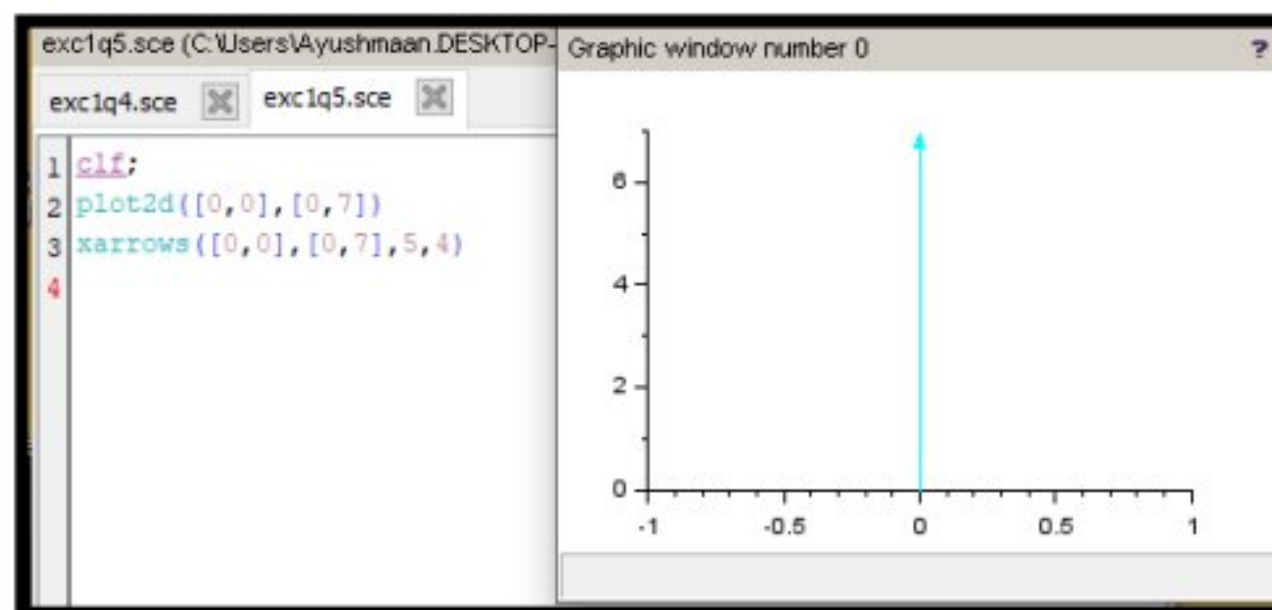 exc1q5.sce (C:\Users\Ayushmaan.DESKTOP-
exc1q4.sce
exc1q5.sce
1 clf;
2 plot2d([0,0],[0,7])
3 xarrows([0,0],[0,7],5,4)
4
Graphic window number 0
?
6
4
2
0
-1 -0.5 0 0.5 1